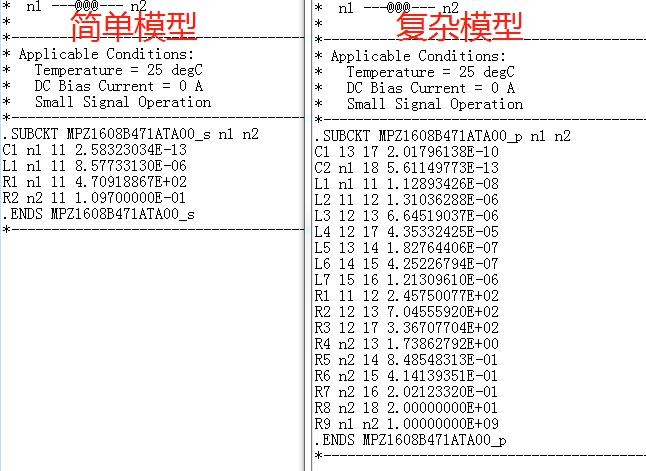 *  n1 ---@@@--- n2
简单模型
*
*--------------------------------------
* Applicable Conditions:
*   Temperature = 25 degC
*   DC Bias Current = 0 A
*   Small Signal Operation
*--------------------------------------
.SUBCKT MPZ1608B471ATA00_s n1 n2
C1 n1 11 2.58323034E-13
L1 n1 11 8.57733130E-06
R1 n1 11 4.70918867E+02
R2 n2 11 1.09700000E-01
.ENDS MPZ1608B471ATA00_s
*--------------------------------------
*  n1 ---@@@--- n2
复杂模型
*
*--------------------------------------
* Applicable Conditions:
*   Temperature = 25 degC
*   DC Bias Current = 0 A
*   Small Signal Operation
*--------------------------------------
.SUBCKT MPZ1608B471ATA00_p n1 n2
C1 13 17 2.01796138E-10
C2 n1 18 5.61149773E-13
L1 n1 11 1.12893426E-08
L2 11 12 1.31036288E-06
L3 12 13 6.64519037E-06
L4 12 17 4.35332425E-05
L5 13 14 1.82764406E-07
L6 14 15 4.25226794E-07
L7 15 16 1.21309610E-06
R1 11 12 2.45750077E+02
R2 12 13 7.04555920E+02
R3 12 17 3.36707704E+02
R4 n2 13 1.73862792E+00
R5 n2 14 8.48548313E-01
R6 n2 15 4.14139351E-01
R7 n2 16 2.02123320E-01
R8 n2 18 2.00000000E+01
R9 n1 n2 1.00000000E+09
.ENDS MPZ1608B471ATA00_p
*--------------------------------------